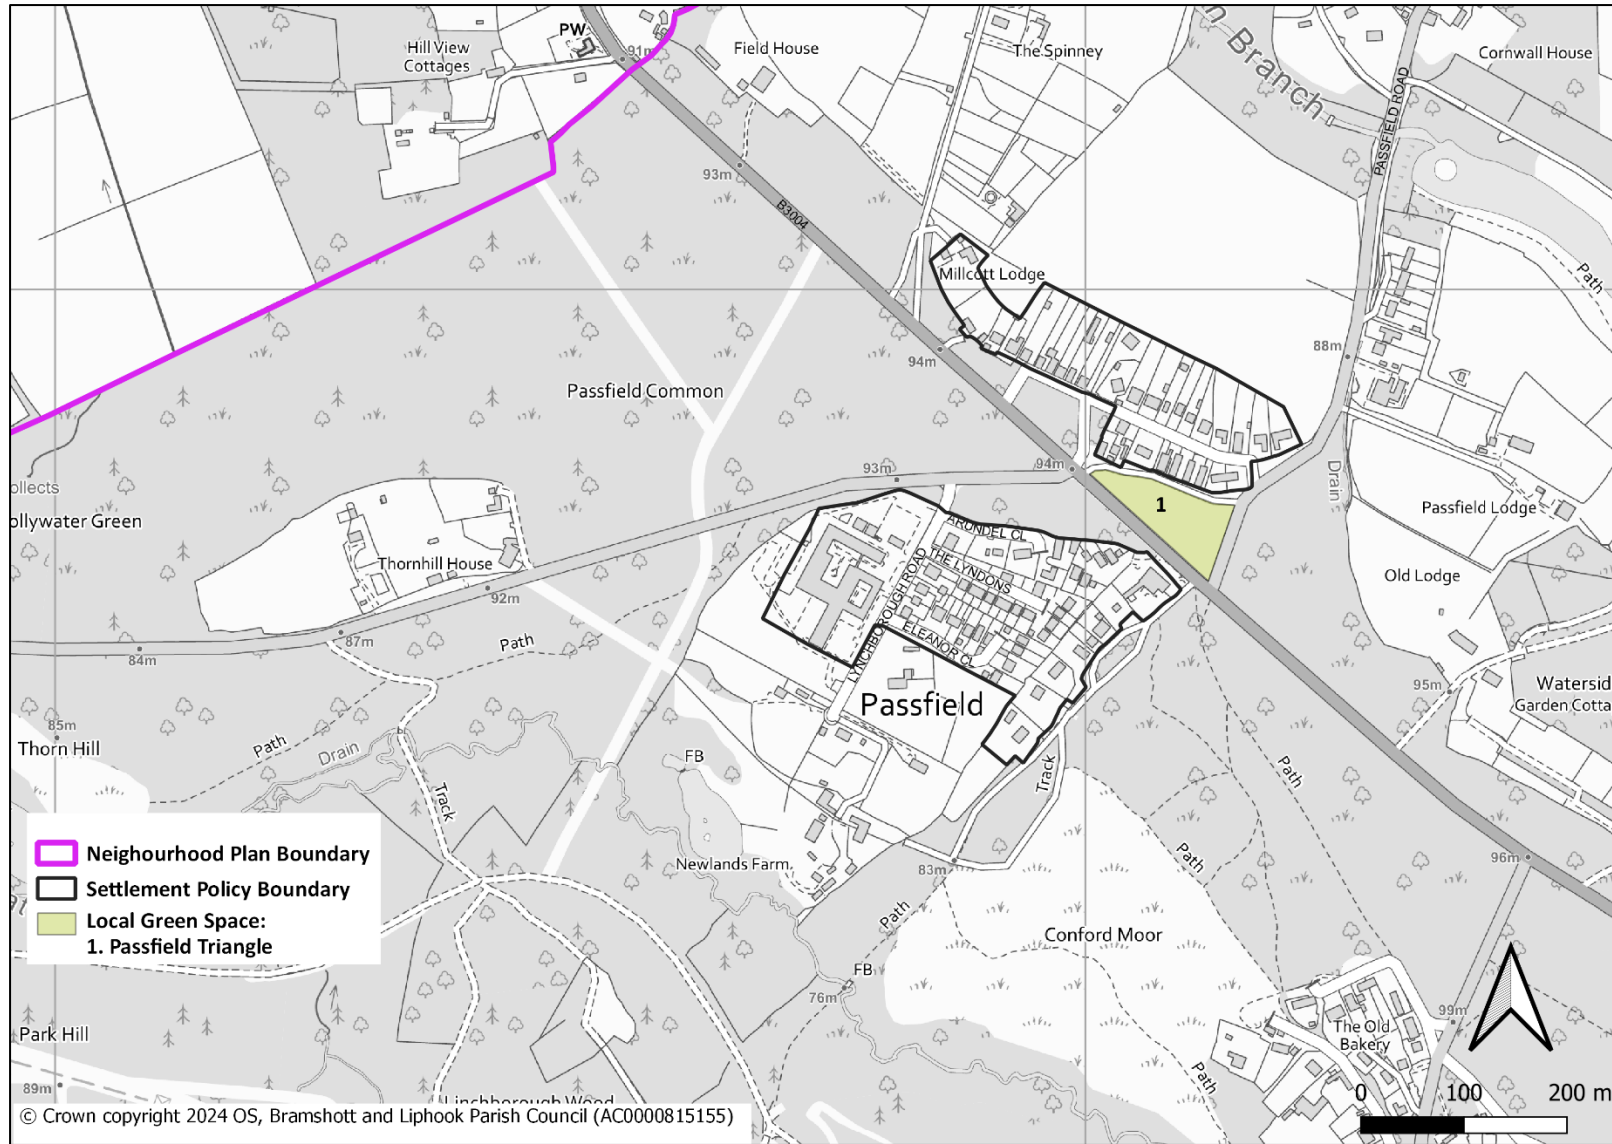 PW
91m
Hill View
Cottages
Field House
The Spinney
n Branch
PASSFIELD ROAD
Cornwall House
93m
B3004
Path
Millcott Lodge
94m
88m
Passfield Common
93m
94m
1
Drain
ollects
ollywater Green
Passfield Lodge
ARUNDEL CL
THE LYNDONS
LYNCHBOROUGH ROAD
ELEANOR CL
Thornhill House
92m
Old Lodge
87m
84m
Path
Passfield
95m
Watersid
Garden Cotta
85m
Thorn Hill
Path
Drain
FB
Track
Path
Track
Neighourhood Plan Boundary
Settlement Policy Boundary
Local Green Space:
1. Passfield Triangle
Newlands Farm
83m
Path
96m
Path
Conford Moor
FB
76m
99m
The Old
Bakery
Park Hill
Path
89m
Linchborough Wood
0 100 200 m
© Crown copyright 2024 OS, Bramshott and Liphook Parish Council (AC0000815155)